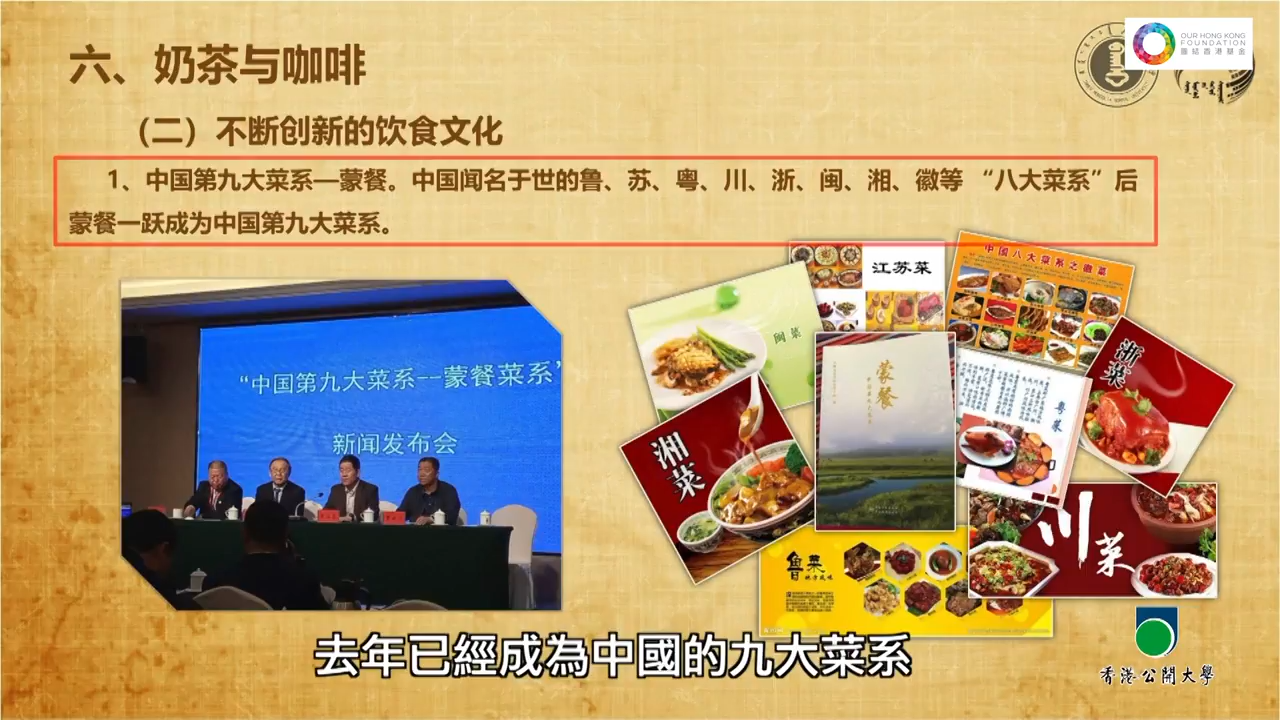 六、奶茶与咖啡
OUR HONG KONG
FOUNDATION
團結香港基金
（二）不断创新的饮食文化
1、中国第九大菜系—蒙餐。中国闻名于世的鲁、苏、粤、川、浙、闽、湘、徽等 “八大菜系”后
蒙餐一跃成为中国第九大菜系。
“中国第九大菜系--蒙餐菜系”
新闻发布会
江苏菜
中國八大菜系之徽菜
闽菜
浙菜
蒙餐
粤菜
湘菜
川菜
鲁菜
去年已經成為中國的九大菜系
香港公開大學